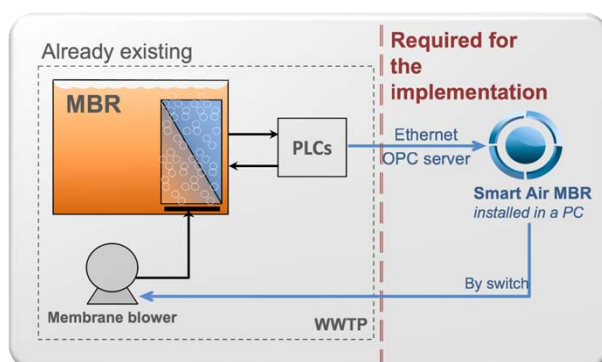 Already existing
Required for
the
implementation
MBR
PLCs
Ethernet
OPC server
Smart Air MBR
installed in a PC
By switch
Membrane blower
WWTP